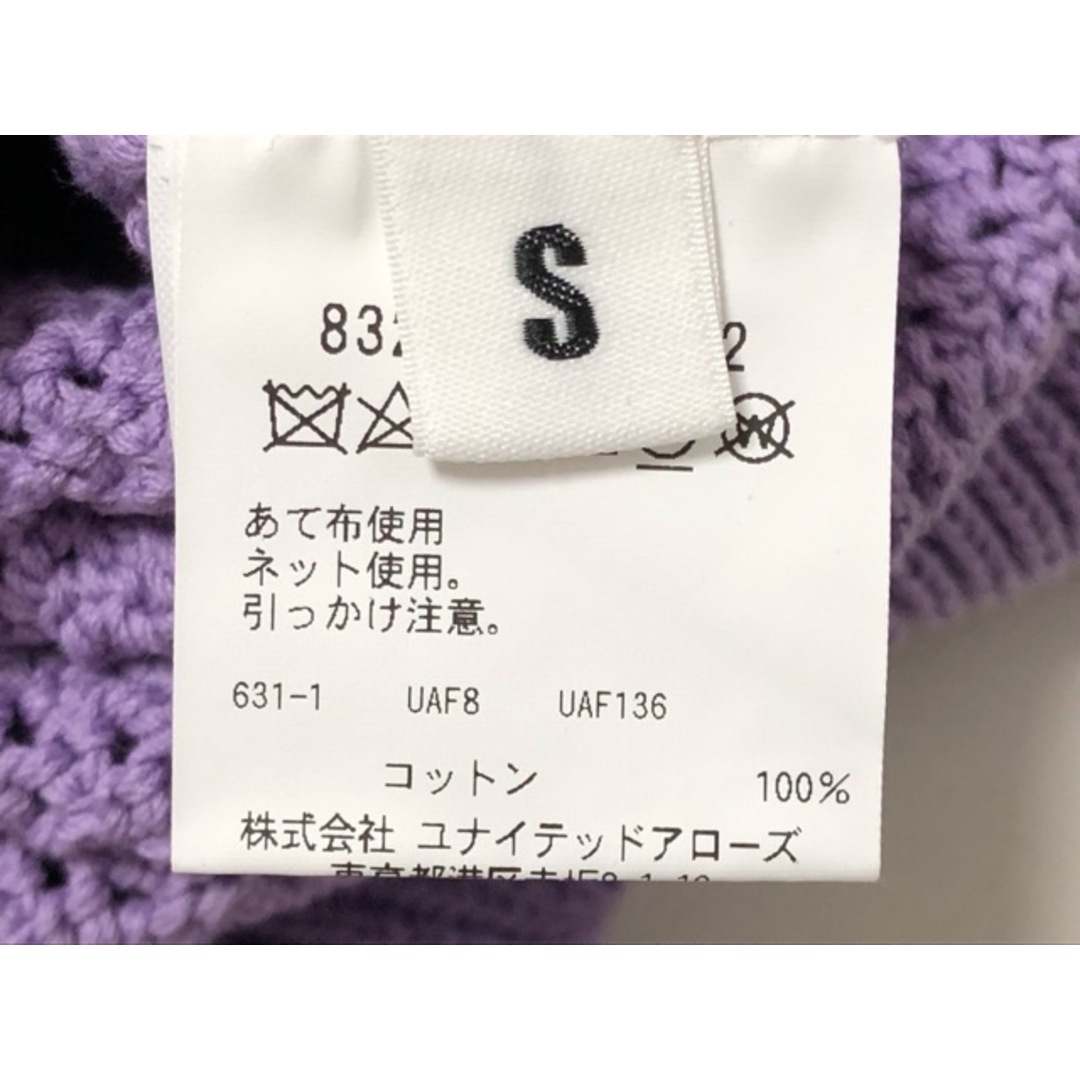 S
あて布使用
ネット使用。
引っかけ注意。
631-1 UAF8 UAF136
コットン 100%
株式会社 ユナイテッドアローズ